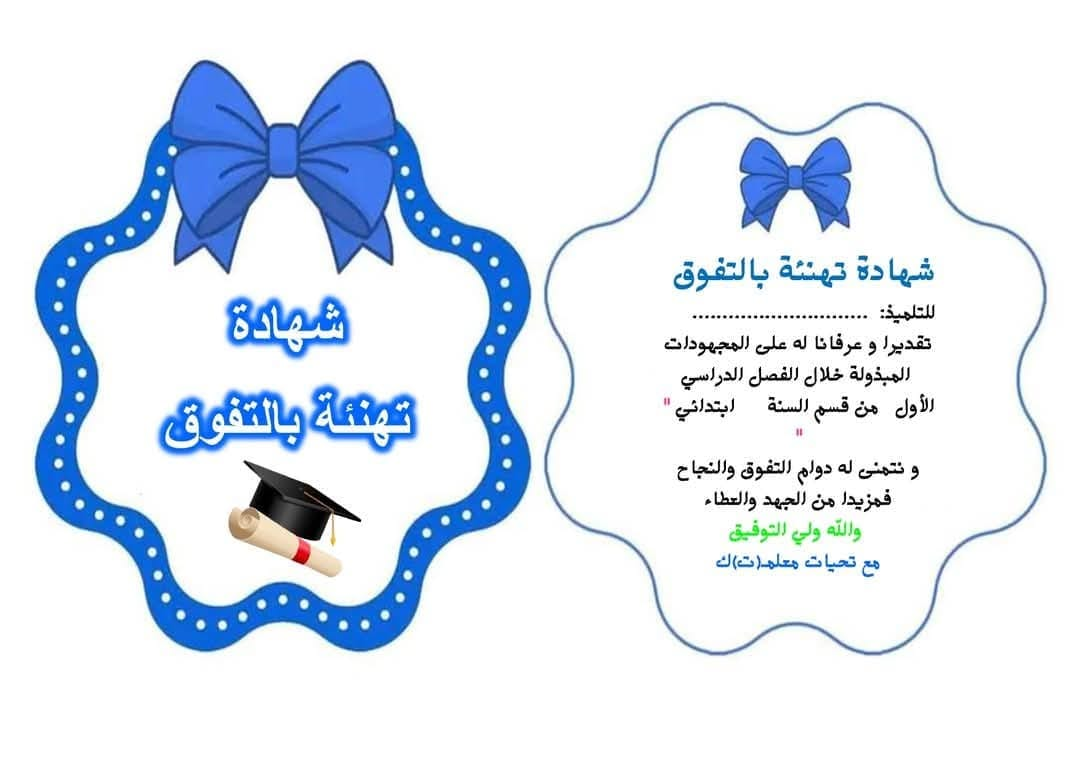 شهادة
تهنئة بالتفوق
شهادة تهنئة بالتفوق
للتلميذ: ..............................
تقديرا و عرفانا له على المجهودات
المبذولة خلال الفصل الدراسي
الأول من قسم السنة ابتدائي "
"
و نتمنى له دوام التفوق والنجاح
فمزيدا من الجهد والعطاء
والله ولي التوفيق
مع تحيات معلمـ(ت)ك